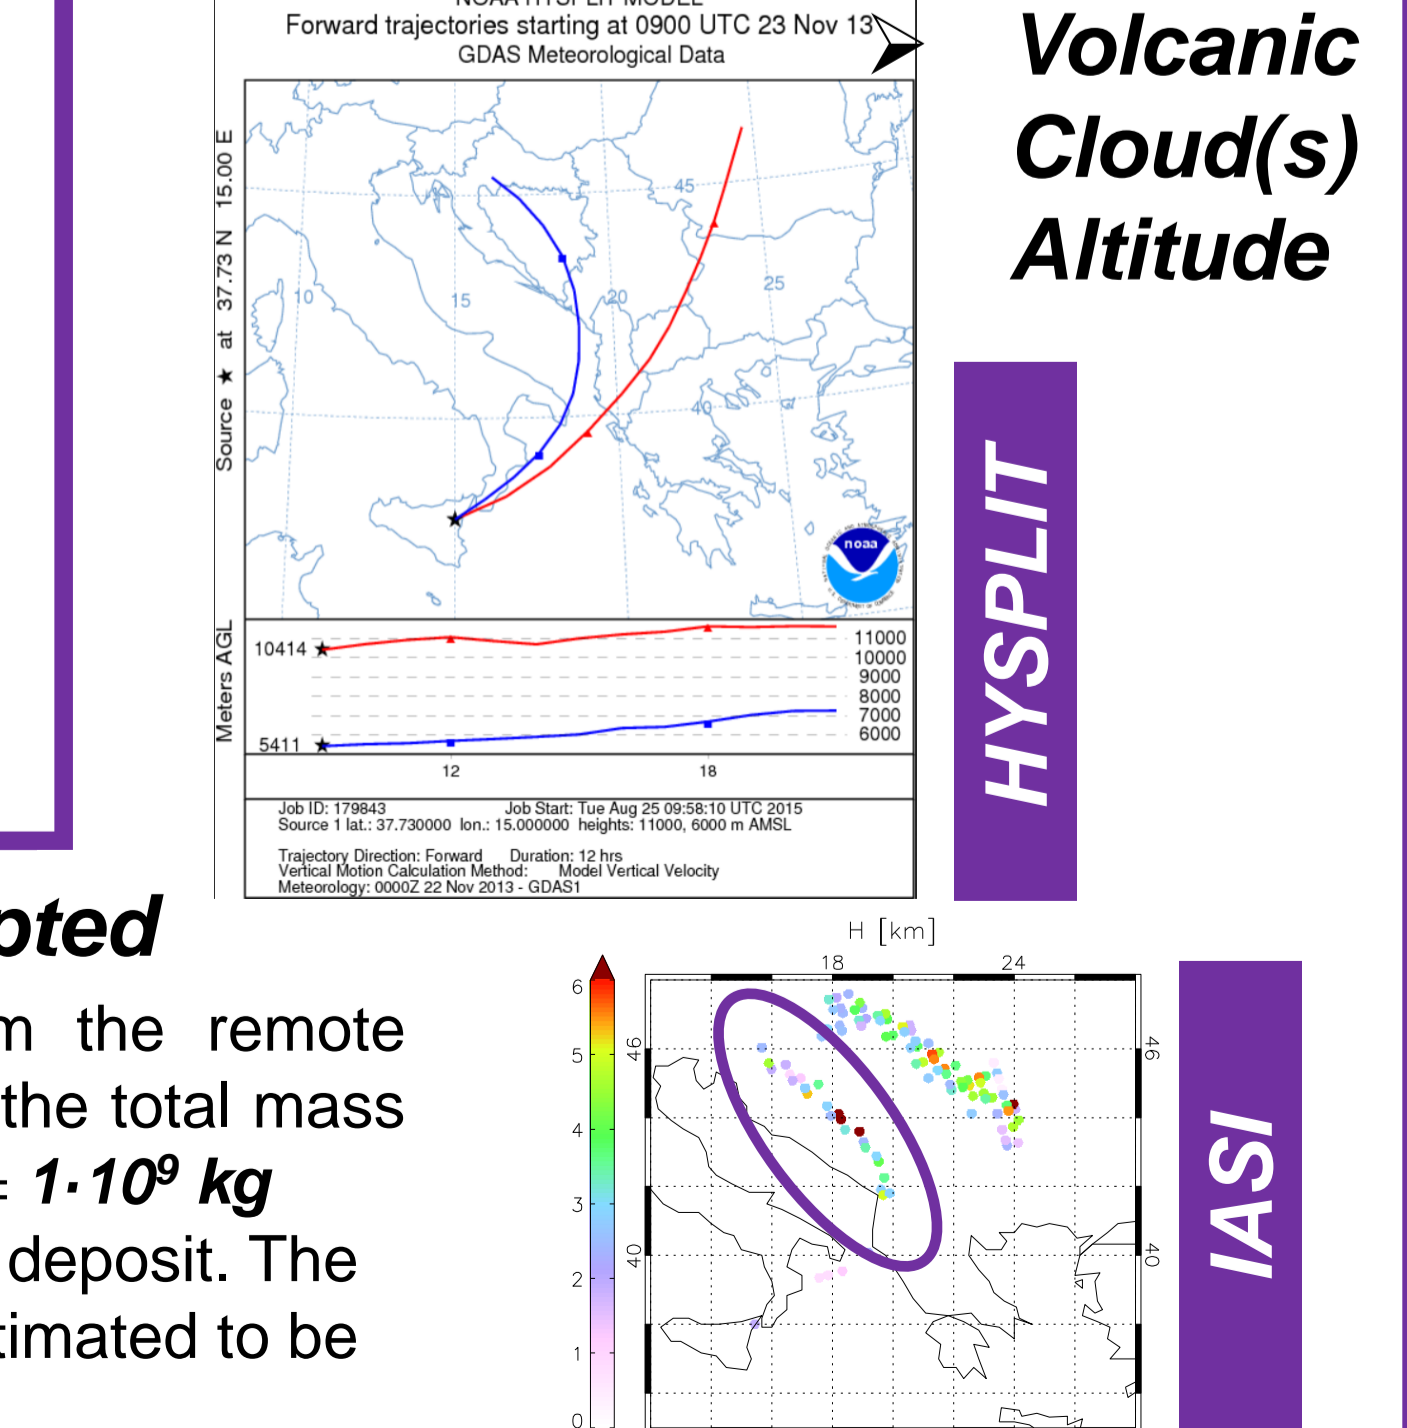 NOAA HYSPLIT MODEL
Forward trajectories starting at 0900 UTC 23 Nov 13
GDAS Meteorological Data
Source ★ at 37.73 N 15.00 E
45
25
20
10
15
40
noaa
Meters AGL
10414
5411
11000
10000
9000
8000
7000
6000
12
18
Job ID: 179843 Job Start: Tue Aug 25 09:58:10 UTC 2015
Source 1 lat.: 37.730000 lon.: 15.000000 heights: 11000, 6000 m AMSL
Trajectory Direction: Forward Duration: 12 hrs
Vertical Motion Calculation Method: Model Vertical Velocity
Meteorology: 0000Z 22 Nov 2013 - GDAS1
Volcanic
Cloud(s)
Altitude
HYSPLIT
pted
m the remote
the total mass
= 1·10⁹ kg
deposit. The
timated to be
H [km]
18
24
6
5
4
3
2
1
0
46
40
46
40
IASI